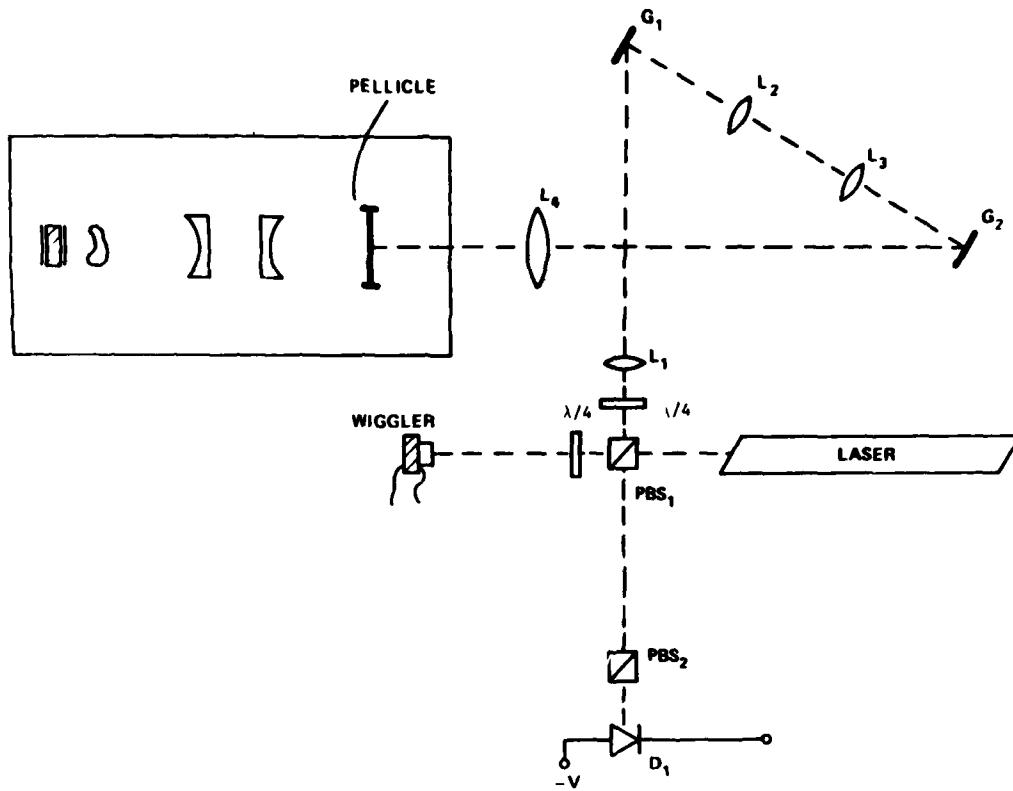 G₁
PELLICLE
L₂
L₃
L₄
G₂
L₁
λ/4
\/4
WIGGLER
LASER
PBS₁
PBS₂
D₁
-V